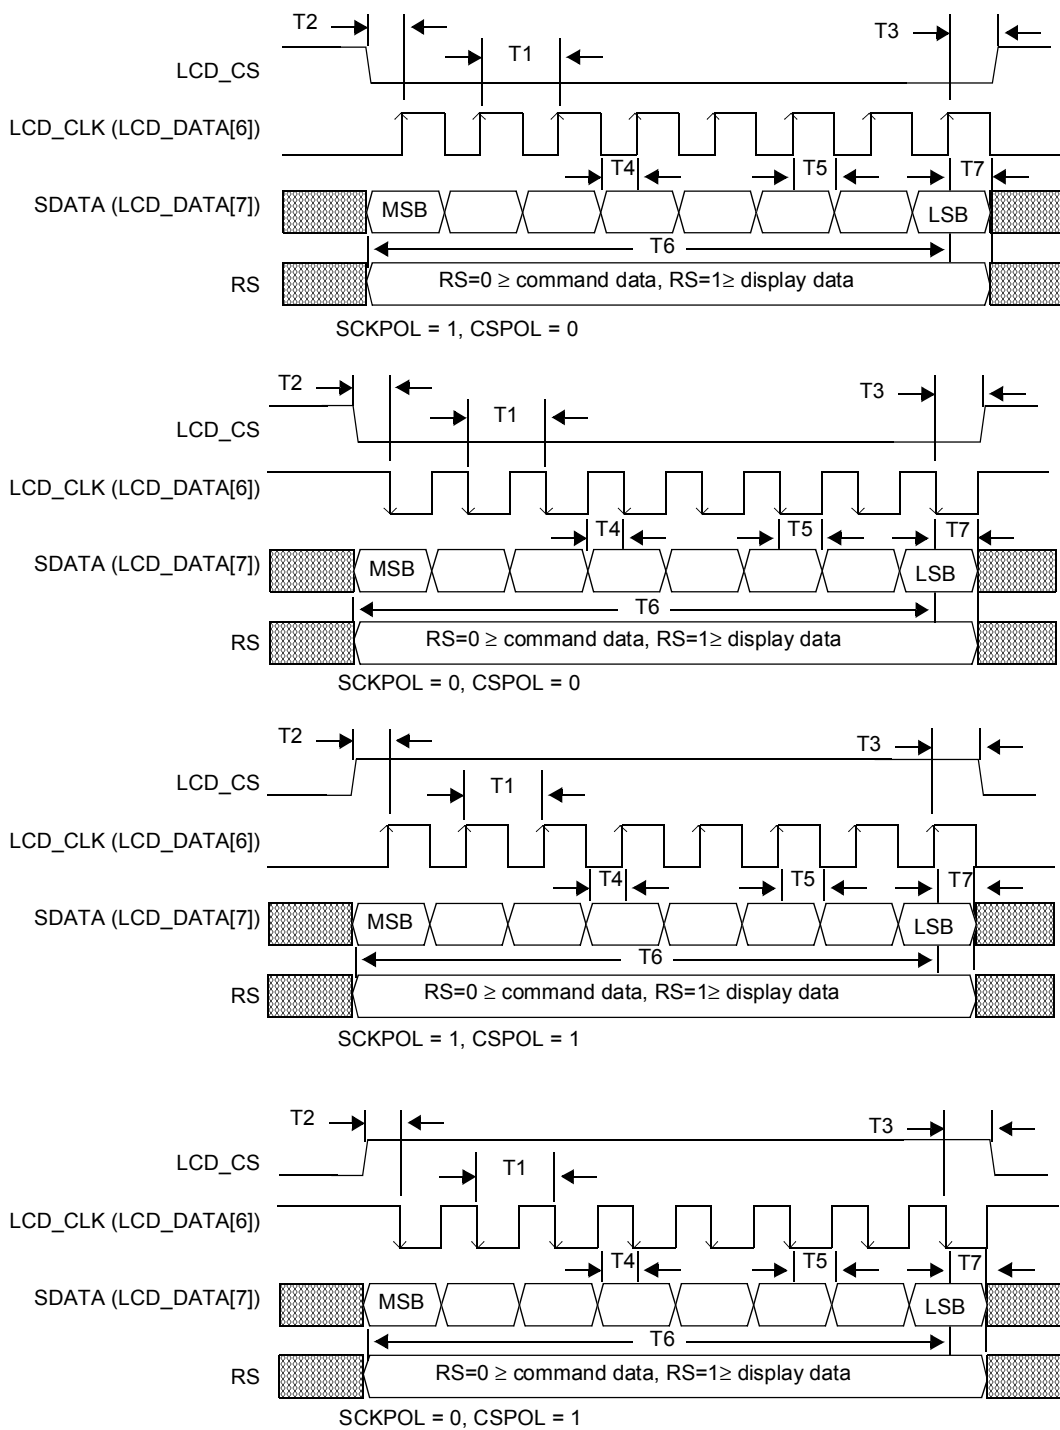 T2
T3
T1
LCD_CS
LCD_CLK (LCD_DATA[6])
T4
T5
T7
SDATA (LCD_DATA[7])
MSB
LSB
T6
RS
RS=0 ≥ command data, RS=1≥ display data
SCKPOL = 1, CSPOL = 0
T2
T3
T1
LCD_CS
LCD_CLK (LCD_DATA[6])
T4
T5
T7
SDATA (LCD_DATA[7])
MSB
LSB
T6
RS
RS=0 ≥ command data, RS=1≥ display data
SCKPOL = 0, CSPOL = 0
T2
T3
T1
LCD_CS
LCD_CLK (LCD_DATA[6])
T4
T5
T7
SDATA (LCD_DATA[7])
MSB
LSB
T6
RS
RS=0 ≥ command data, RS=1≥ display data
SCKPOL = 1, CSPOL = 1
T2
T3
T1
LCD_CS
LCD_CLK (LCD_DATA[6])
T4
T5
T7
SDATA (LCD_DATA[7])
MSB
LSB
T6
RS
RS=0 ≥ command data, RS=1≥ display data
SCKPOL = 0, CSPOL = 1